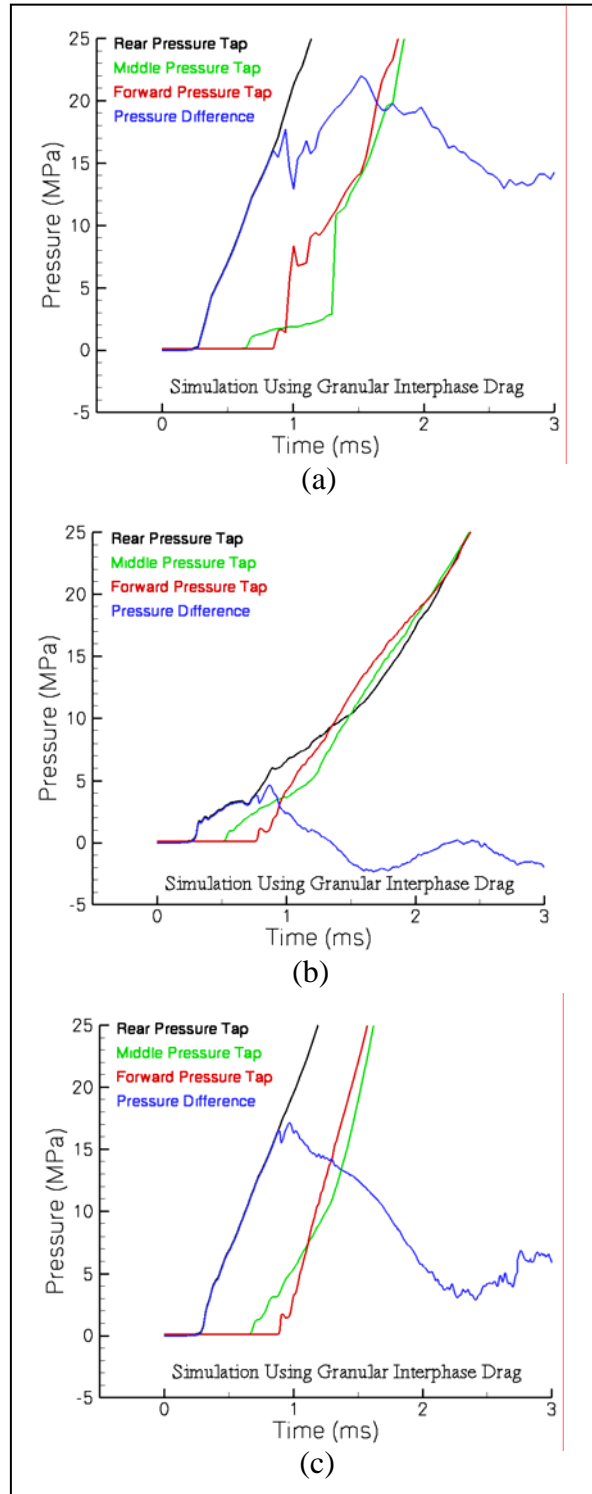 25
Rear Pressure Tap
Middle Pressure Tap
Forward Pressure Tap
Pressure Difference
20
15
10
5
0
-5
Pressure (MPa)
Simulation Using Granular Interphase Drag
0 1 2 3
Time (ms)
(a)
25
Rear Pressure Tap
Middle Pressure Tap
Forward Pressure Tap
Pressure Difference
20
15
10
5
0
-5
Pressure (MPa)
Simulation Using Granular Interphase Drag
0 1 2 3
Time (ms)
(b)
25
Rear Pressure Tap
Middle Pressure Tap
Forward Pressure Tap
Pressure Difference
20
15
10
5
0
-5
Pressure (MPa)
Simulation Using Granular Interphase Drag
0 1 2 3
Time (ms)
(c)